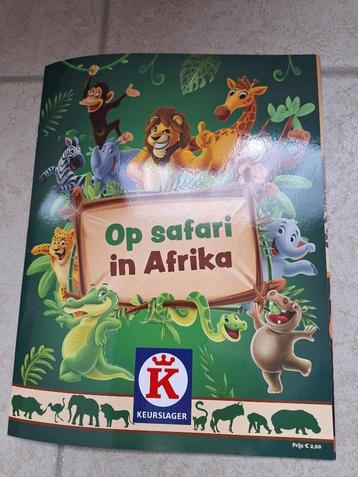 Op safari
in Afrika
K
KEURSLAGER
Prijs € 2,00